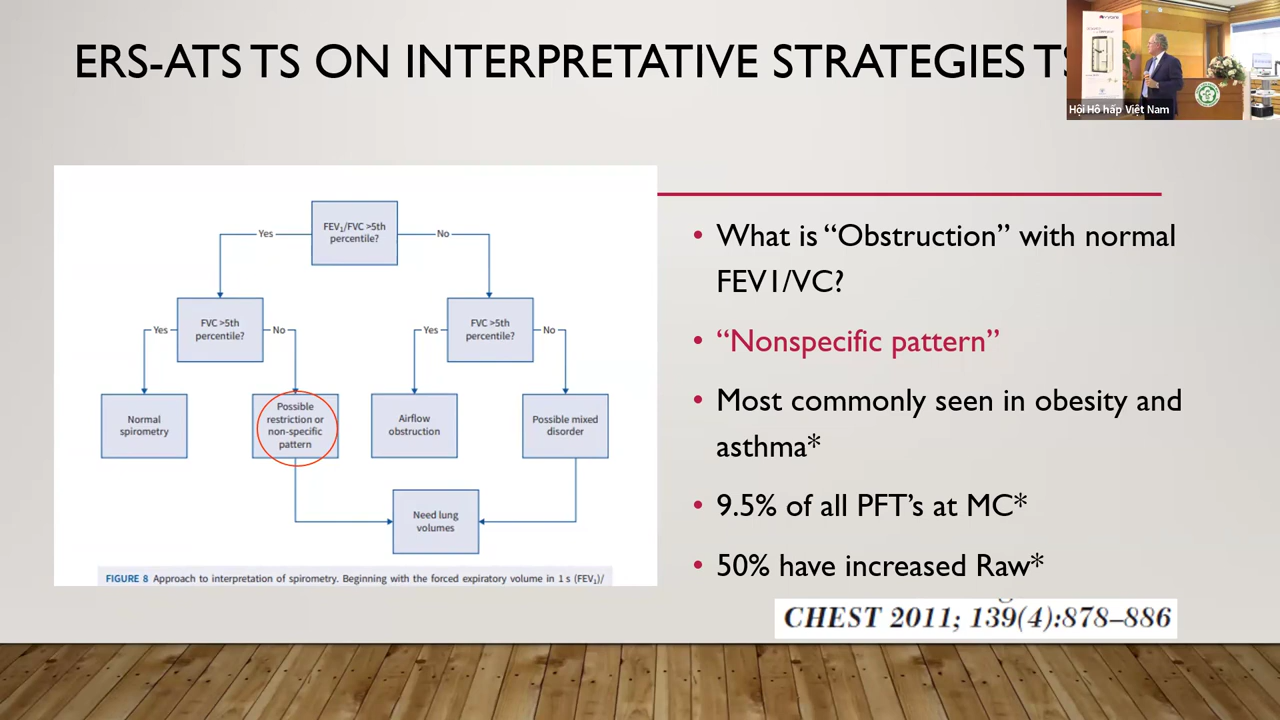 ERS-ATS TS ON INTERPRETATIVE STRATEGIES TS
Hội Hô hấp Việt Nam
FEV1/FVC >5th
percentile?
Yes
No
FVC >5th
percentile?
FVC >5th
percentile?
Yes
No
Yes
No
Normal
spirometry
Possible
restriction or
non-specific
pattern
Airflow
obstruction
Possible mixed
disorder
Need lung
volumes
FIGURE 8 Approach to interpretation of spirometry. Beginning with the forced expiratory volume in 1 s (FEV1)/
• What is “Obstruction” with normal
FEV1/VC?
• “Nonspecific pattern”
• Most commonly seen in obesity and
asthma*
• 9.5% of all PFT’s at MC*
• 50% have increased Raw*
CHEST 2011; 139(4):878–886